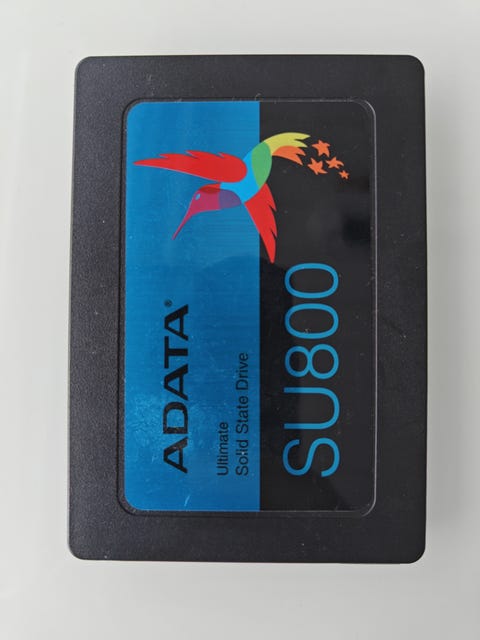 ADATA®
Ultimate
Solid State Drive
SU800